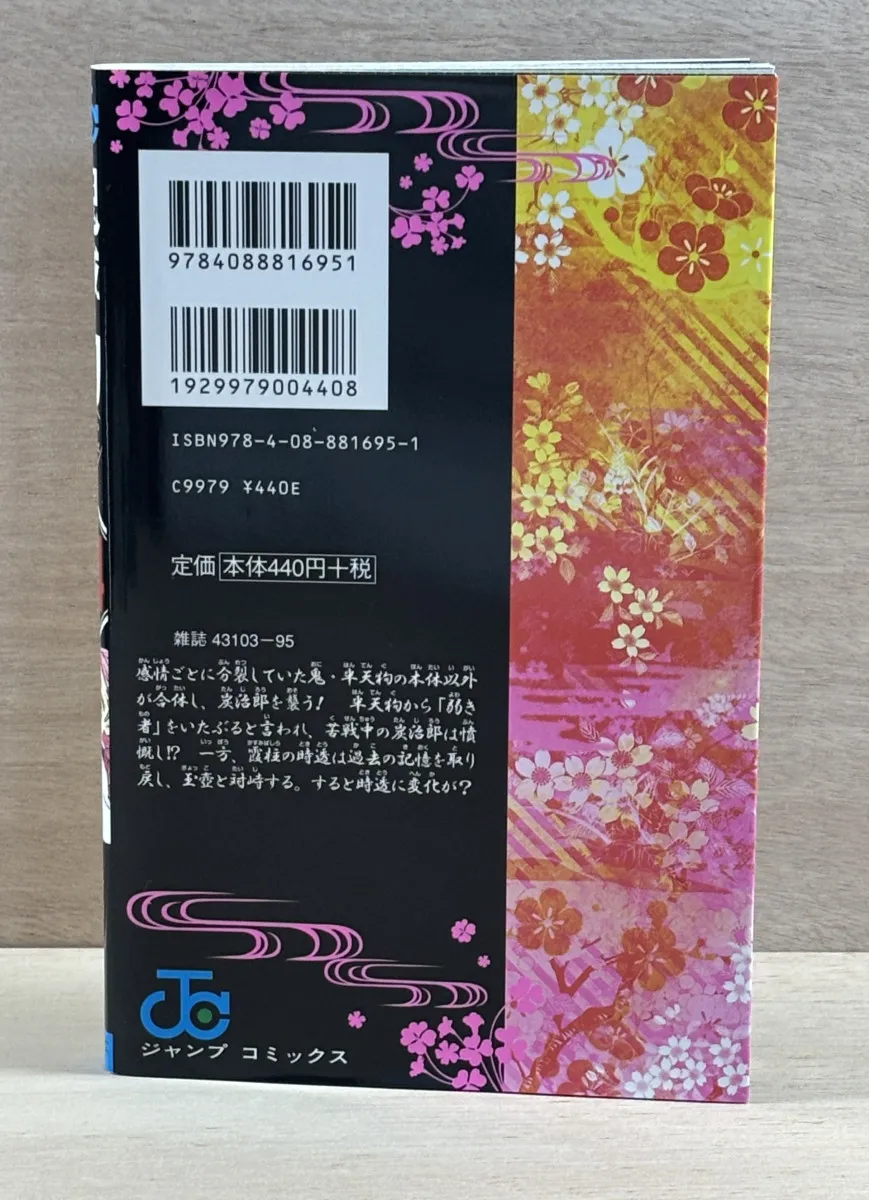 9784088816951
1929979004408
ISBN978-4-08-881695-1
C9979 ¥440E
定価 本体440円+税
雑誌 43103-95
感情ごとに分裂していた鬼・半天狗の本体以外
が合体し、炭治郎を襲う! 半天狗から「弱き
者」をいたぶると言われ、苦戦中の炭治郎は憤
慨し!? 一方、霞柱の時透は過去の記憶を取り
戻し、玉壺と対峙する。すると時透に変化が?
JC
ジャンプ コミックス